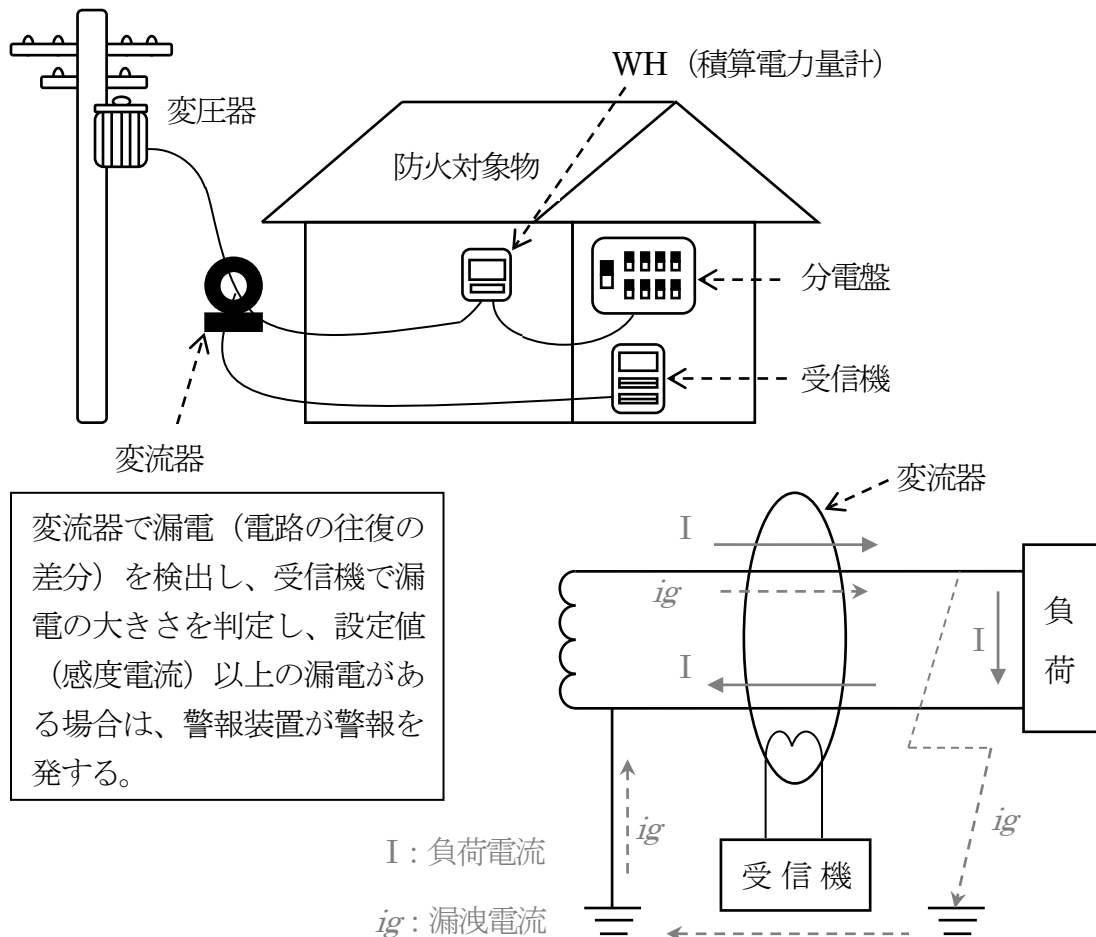 WH（積算電力量計）
変圧器
防火対象物
分電盤
受信機
変流器
変流器で漏電（電路の往復の
差分）を検出し、受信機で漏
電の大きさを判定し、設定値
（感度電流）以上の漏電があ
る場合は、警報装置が警報を
発する。
変流器
I
ig
I
I
負
荷
ig
ig
受信機
I：負荷電流
ig：漏洩電流